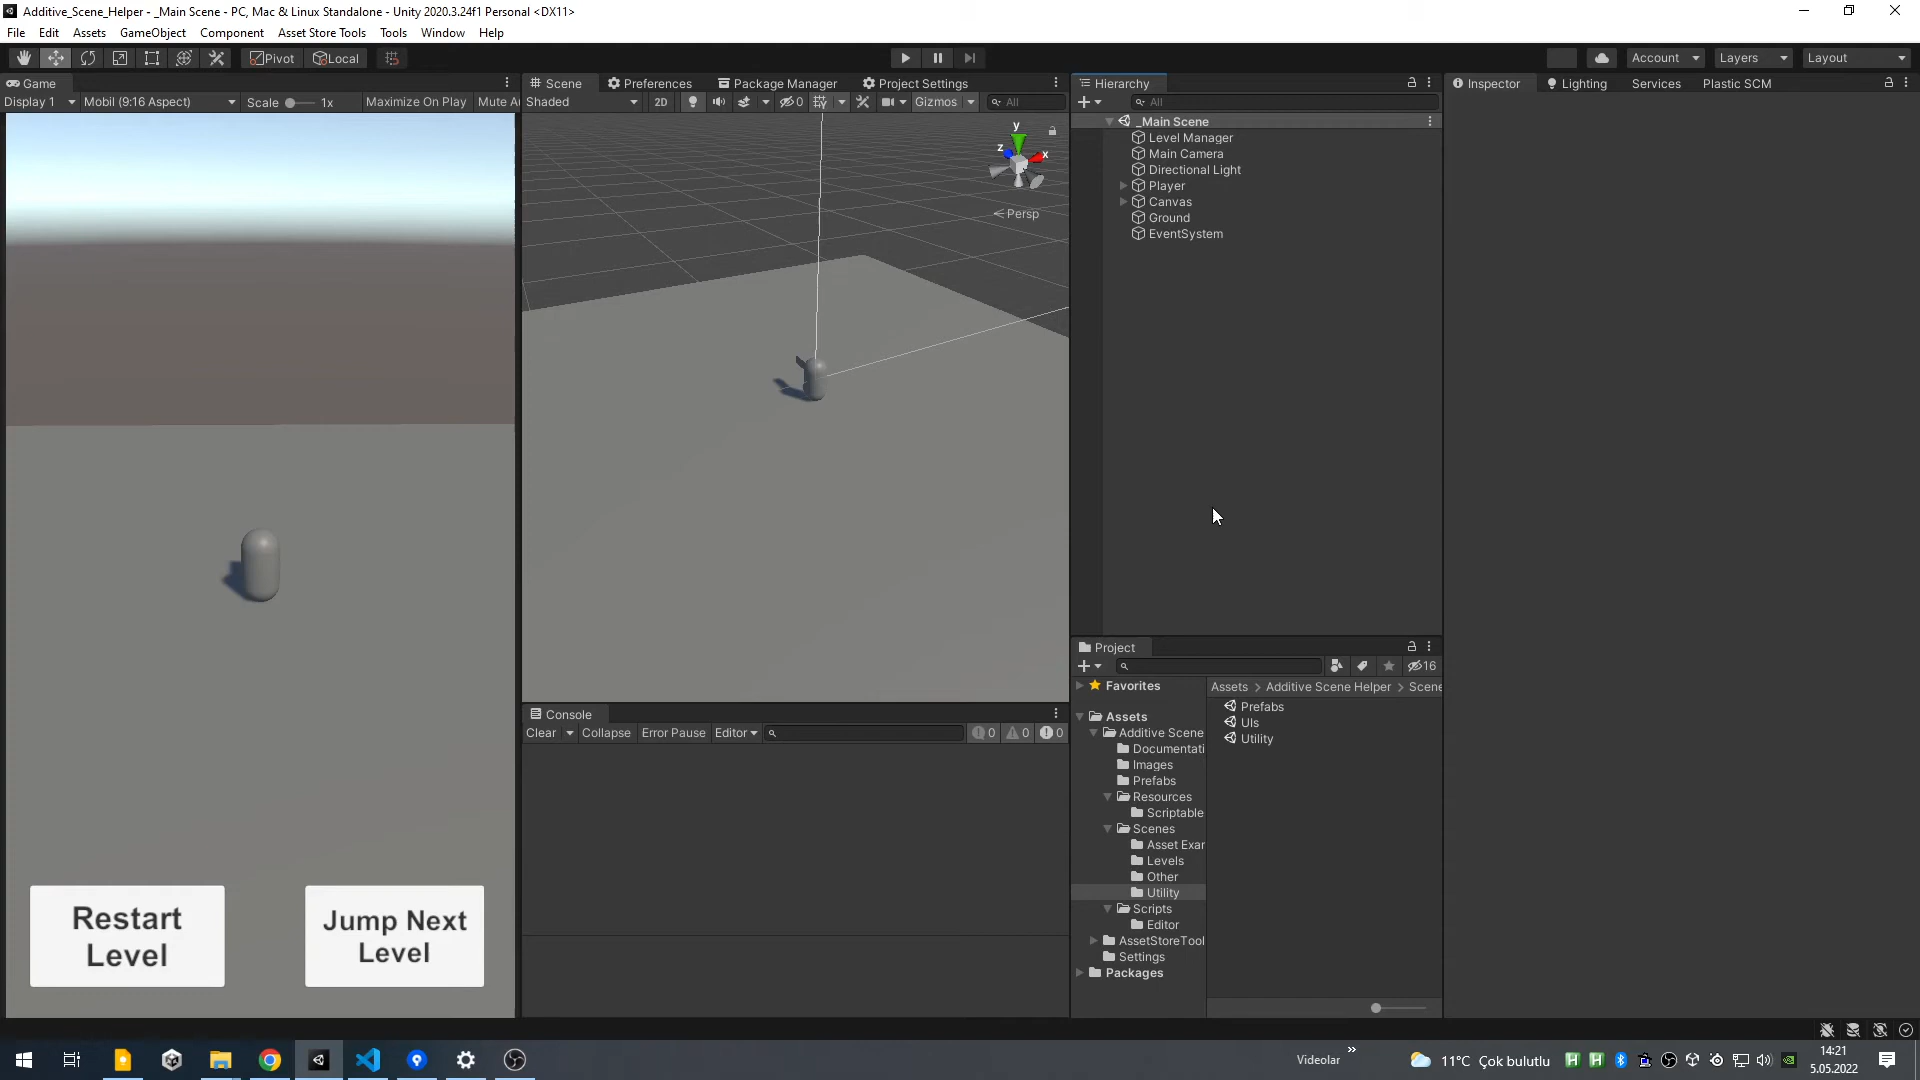 Additive_Scene_Helper - _Main Scene - PC, Mac & Linux Standalone - Unity 2020.3.24f1 Personal <DX11>
File Edit Assets GameObject Component Asset Store Tools Tools Window Help
Pivot Local Account Layers Layout
Game
Display 1 Mobil (9:16 Aspect) Scale 1x Maximize On Play Mute Au
Restart
Level
Jump Next
Level
Scene Preferences Package Manager Project Settings
Shaded 2D 0 Gizmos All
y
z
x
Persp
Console
Clear Collapse Error Pause Editor 0 0 0
Hierarchy
All
_Main Scene
Level Manager
Main Camera
Directional Light
Player
Canvas
Ground
EventSystem
Project
16
Favorites
Assets
Additive Scene
Documentati
Images
Prefabs
Resources
Scriptable
Scenes
Asset Exar
Levels
Other
Utility
Scripts
Editor
AssetStoreTool
Settings
Packages
Assets > Additive Scene Helper > Scene
Prefabs
UIs
Utility
Inspector Lighting Services Plastic SCM
Videolar » 11°C Çok bulutlu
14:21
5.05.2022